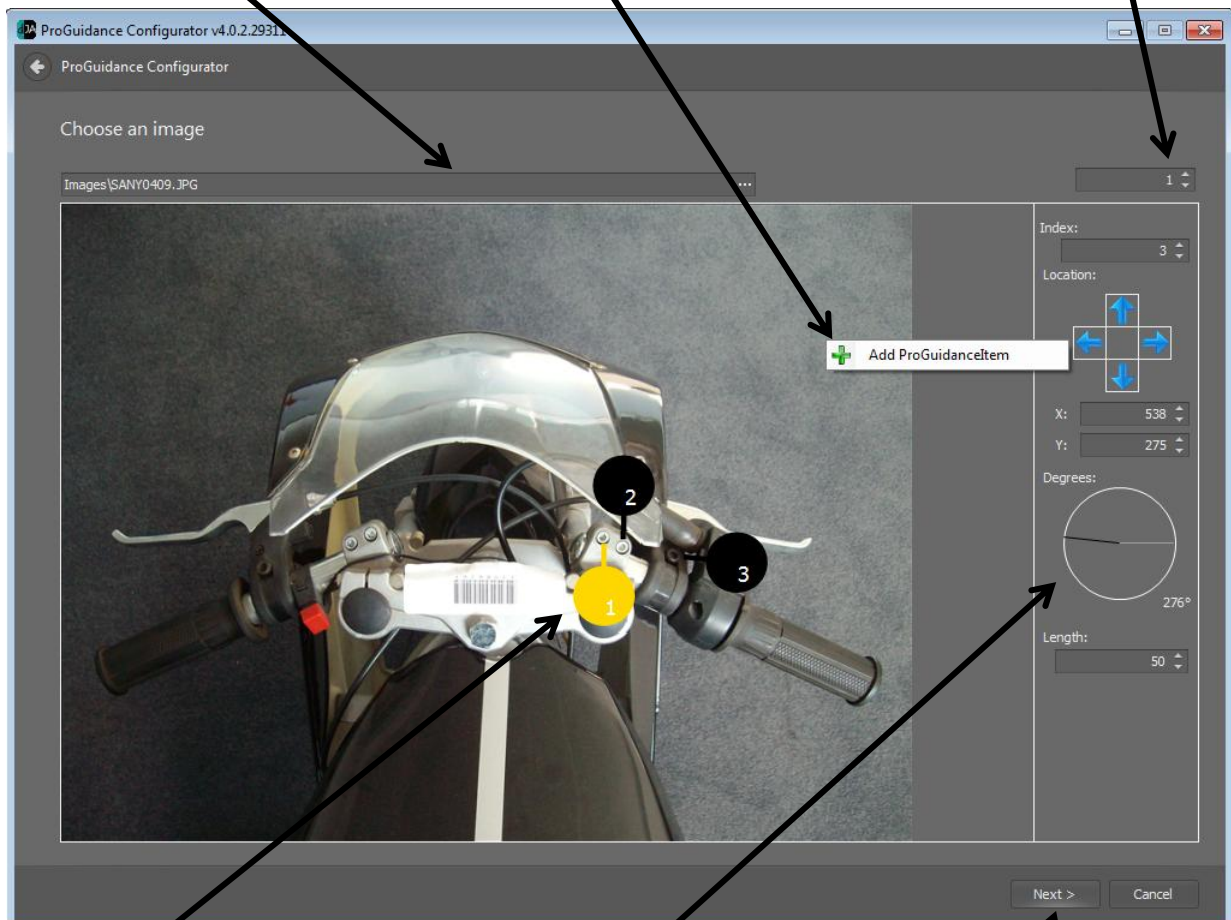 ProGuidance Configurator v4.0.2.29311
ProGuidance Configurator
Choose an image
Images\SANY0409.JPG ...
1
Index:
3
Location:
Add ProGuidanceItem
X: 538
Y: 275
Degrees:
276°
Length:
50
2
3
1
Next > Cancel